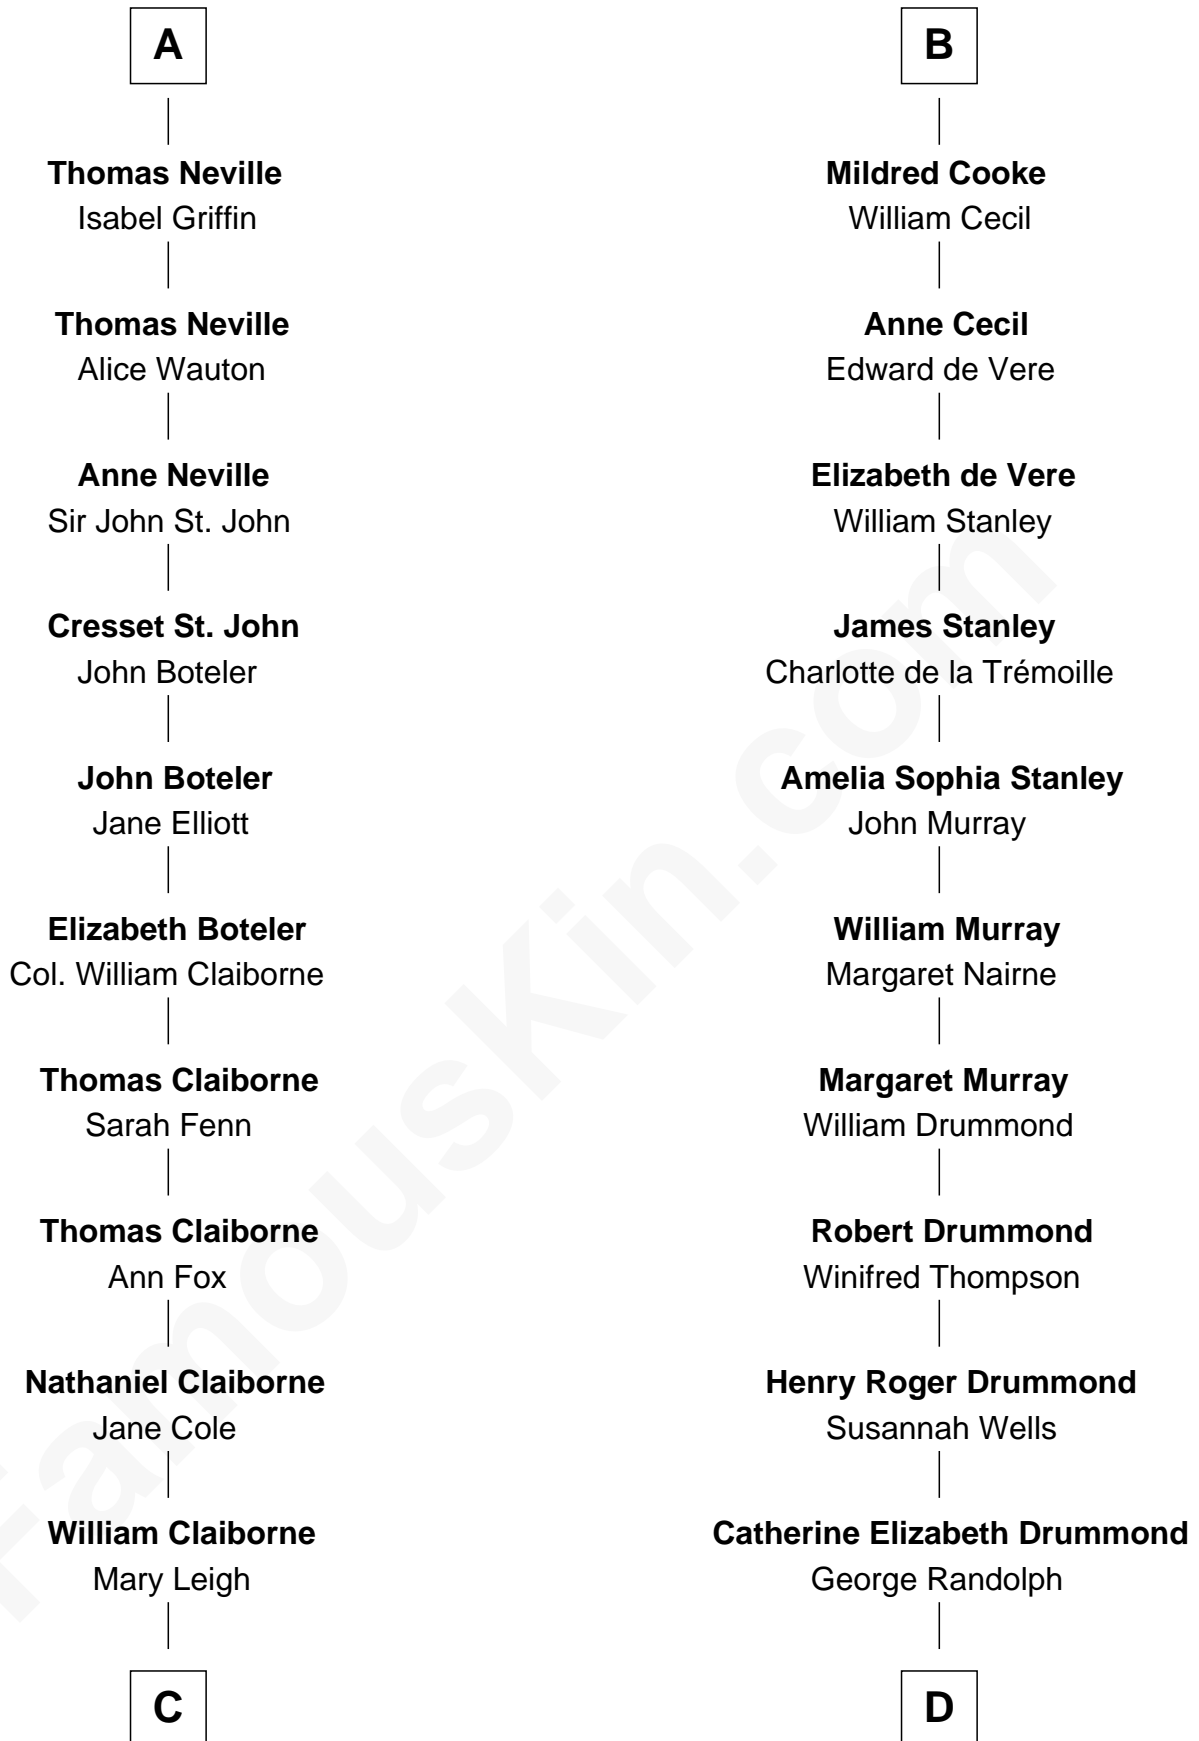 A
Thomas Neville
Isabel Griffin
Thomas Neville
Alice Wauton
Anne Neville
Sir John St. John
Cresset St. John
John Boteler
John Boteler
Jane Elliott
Elizabeth Boteler
Col. William Claiborne
Thomas Claiborne
Sarah Fenn
Thomas Claiborne
Ann Fox
Nathaniel Claiborne
Jane Cole
William Claiborne
Mary Leigh
C
B
Mildred Cooke
William Cecil
Anne Cecil
Edward de Vere
Elizabeth de Vere
William Stanley
James Stanley
Charlotte de la Trémoille
Amelia Sophia Stanley
John Murray
William Murray
Margaret Nairne
Margaret Murray
William Drummond
Robert Drummond
Winifred Thompson
Henry Roger Drummond
Susannah Wells
Catherine Elizabeth Drummond
George Randolph
D
FamousKin.com